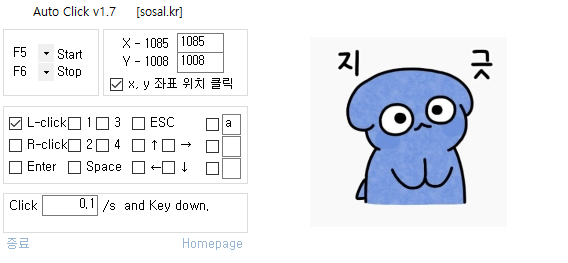 Auto Click v1.7 [sosal.kr]
F5 Start
F6 Stop
X - 1085 1085
Y - 1008 1008
x, y 좌표 위치 클릭
L-click 1 3 ESC a
R-click 2 4 ↑ →
Enter Space ← ↓
Click 0.1 /s and Key down.
종료 Homepage
지 긋